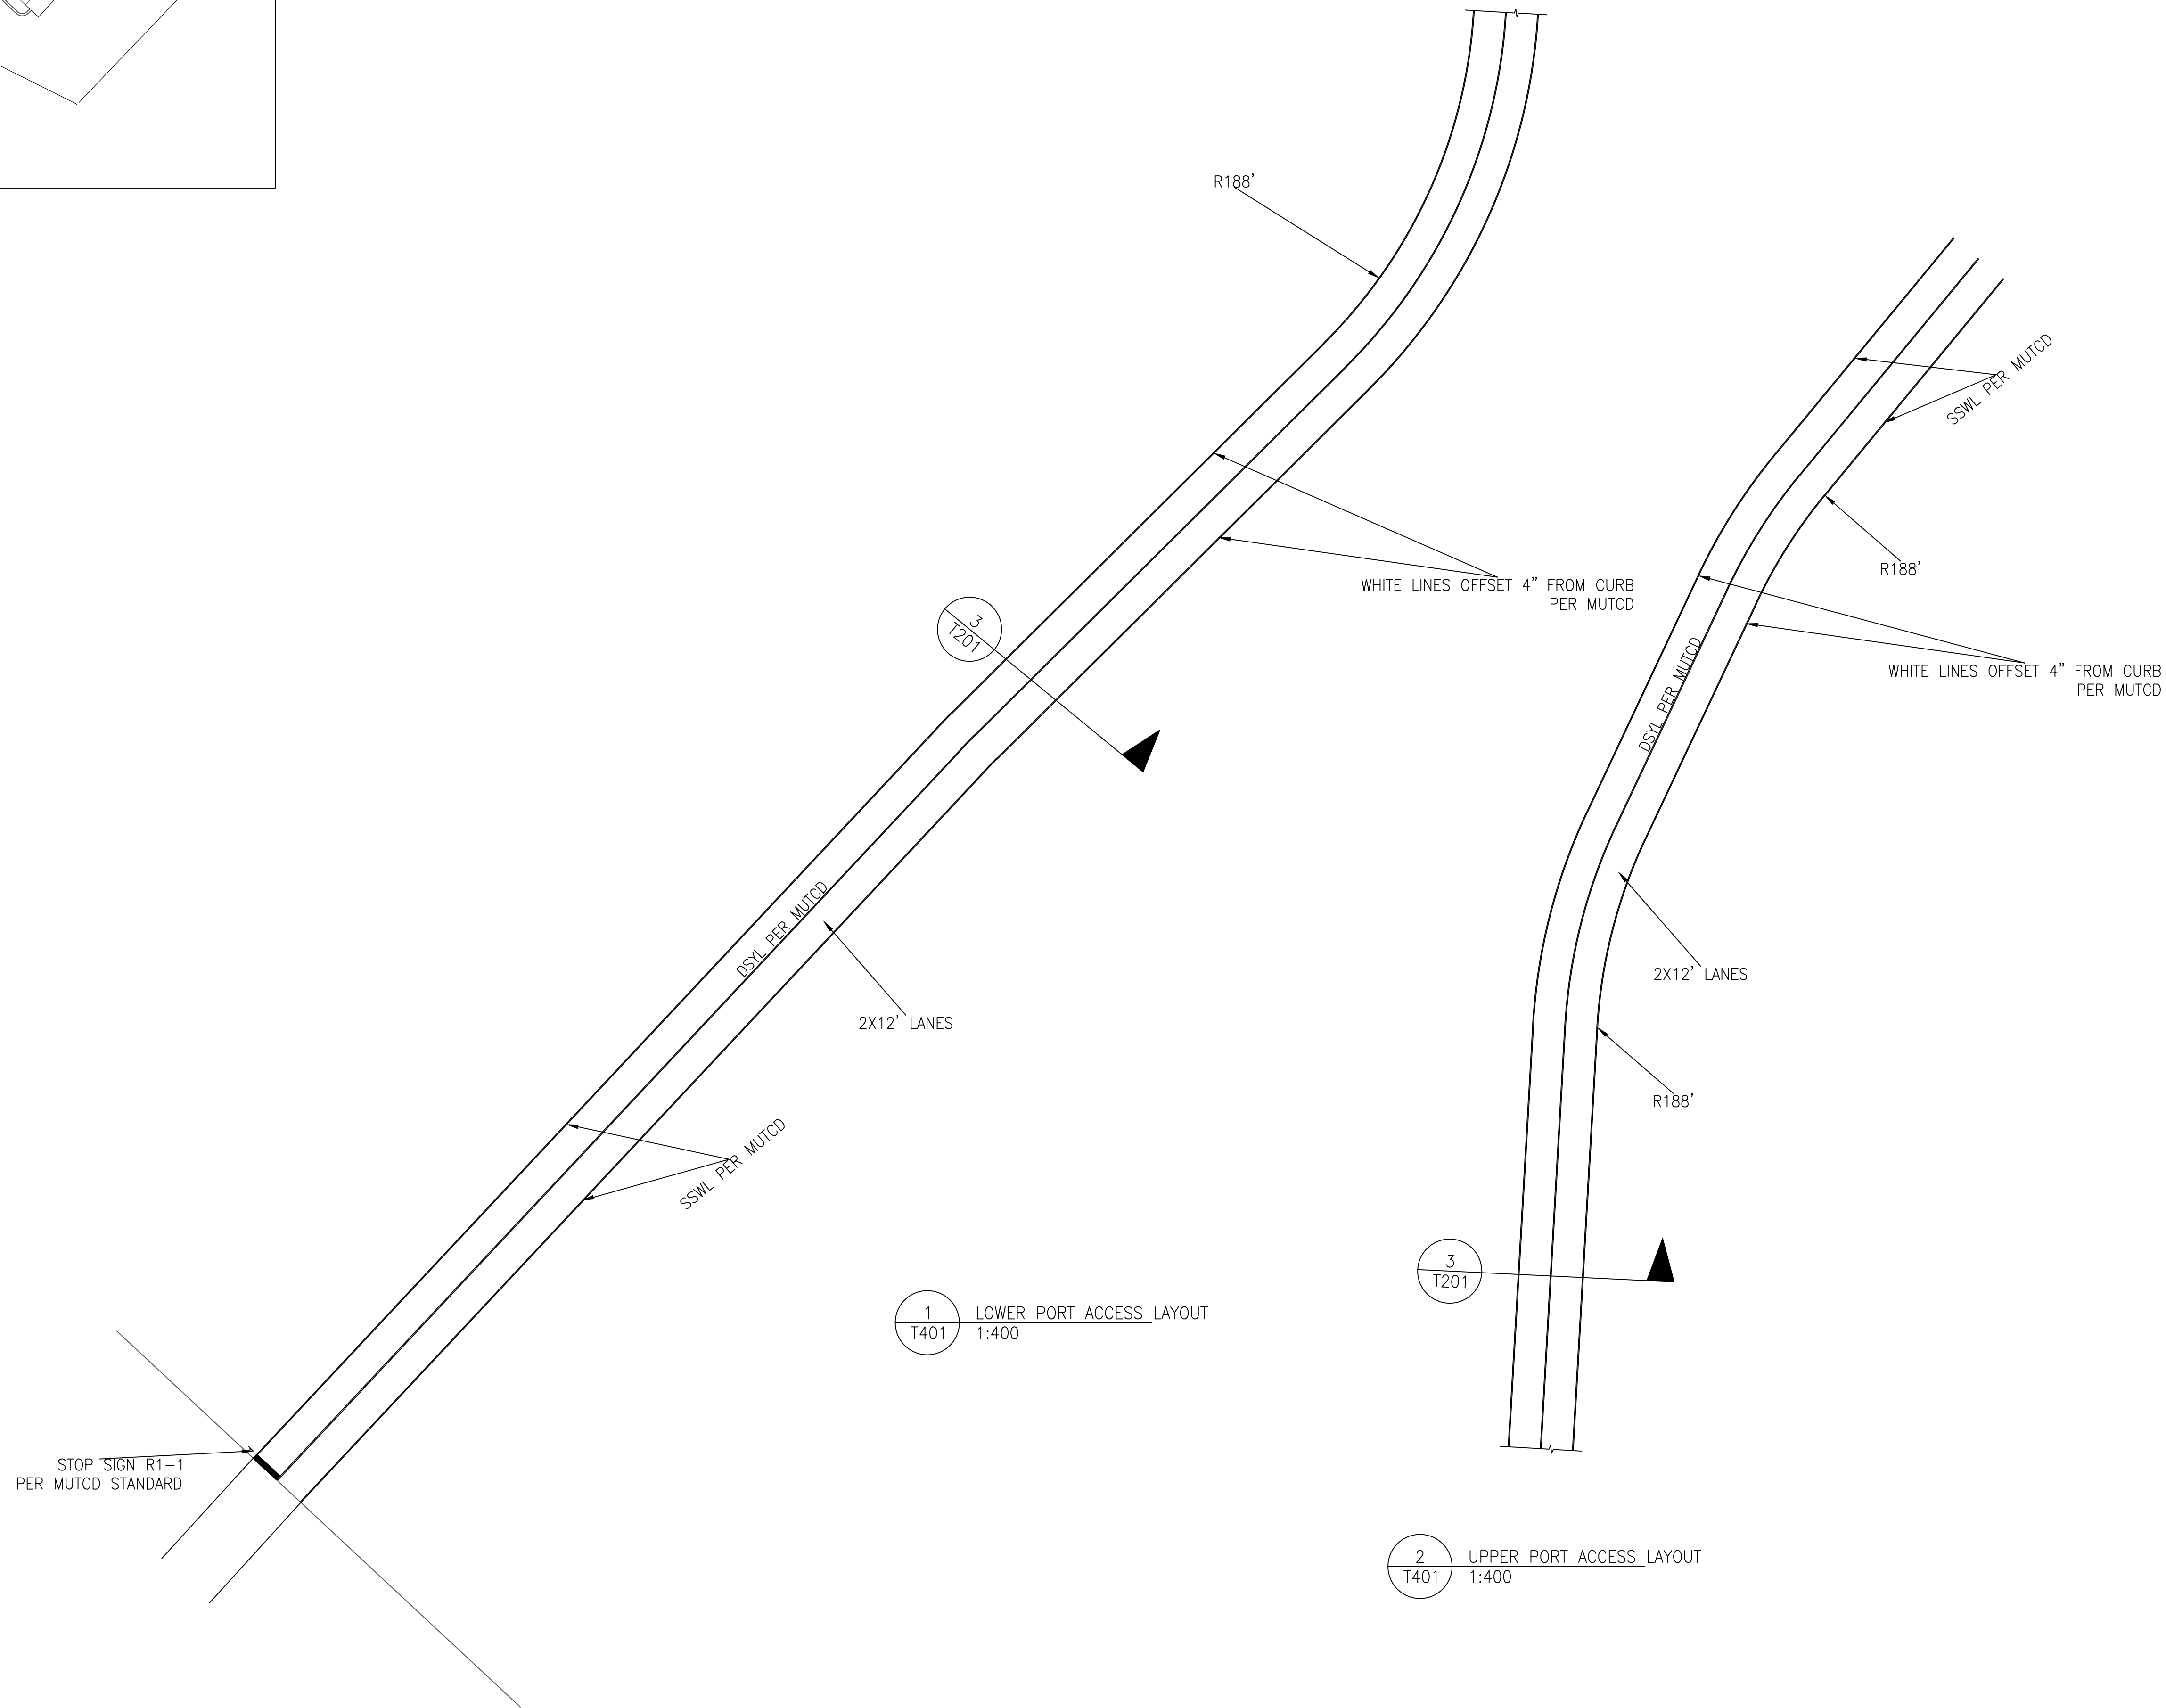 R188'
SSWL PER MUTCD
R188'
WHITE LINES OFFSET 4" FROM CURB
PER MUTCD
3
T201
DSYL PER MUTCD
WHITE LINES OFFSET 4" FROM CURB
PER MUTCD
DSYL PER MUTCD
2X12' LANES
2X12' LANES
R188'
SSWL PER MUTCD
3
T201
1
T401
LOWER PORT ACCESS LAYOUT
1:400
STOP SIGN R1-1
PER MUTCD STANDARD
2
T401
UPPER PORT ACCESS LAYOUT
1:400